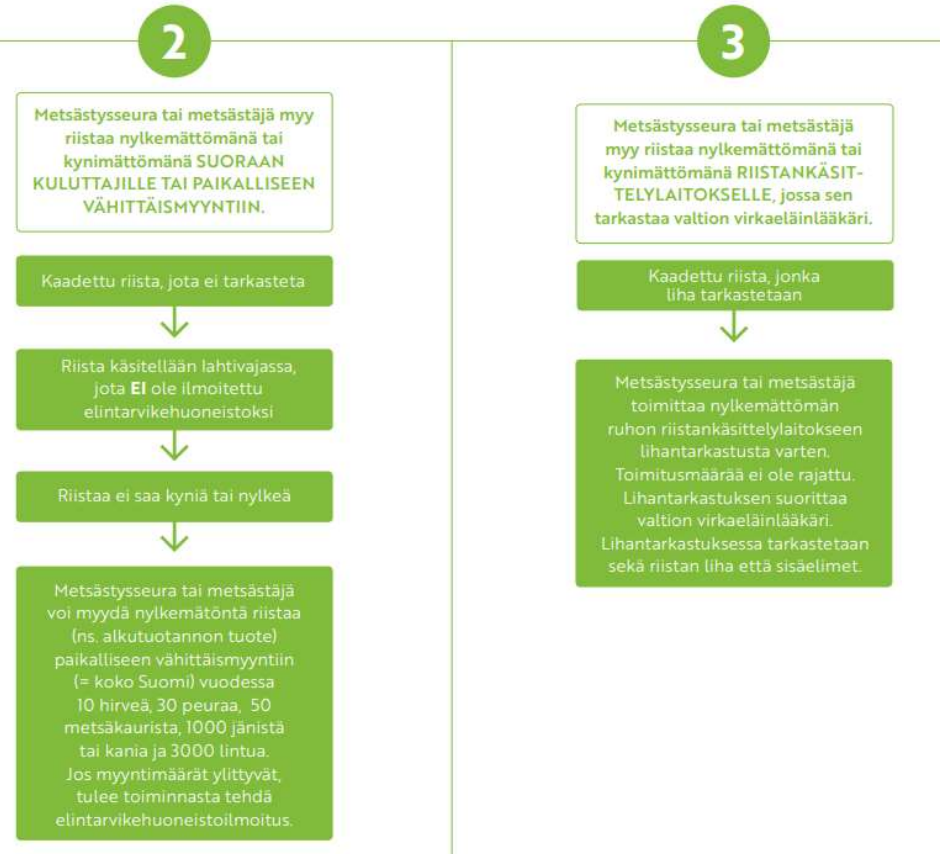 2
Metsästysseura tai metsästäjä myy
riistaa nylkemättömänä tai
kynimättömänä SUORAAN
KULUTTAJILLE TAI PAIKALLISEEN
VÄHITTÄISMYYNTIIN.
Kaadettu riista, jota ei tarkasteta
Riista käsitellään lahtivajassa,
jota EI ole ilmoitettu
elintarvikehuoneistoksi
Riistaa ei saa kyniä tai nylkeä
Metsästysseura tai metsästäjä
voi myydä nylkemätöntä riistaa
(ns. alkutuotannon tuote)
paikalliseen vähittäismyyntiin
(= koko Suomi) vuodessa
10 hirveä, 30 peuraa, 50
metsäkaurista, 1000 jänistä
tai kania ja 3000 lintua.
Jos myyntimäärät ylittyvät,
tulee toiminnasta tehdä
elintarvikehuoneistoilmoitus.
3
Metsästysseura tai metsästäjä
myy riistaa nylkemättömänä tai
kynimättömänä RIISTANKÄSIT-
TELYLAITOKSELLE, jossa sen
tarkastaa valtion virkaeläinlääkäri.
Kaadettu riista, jonka
liha tarkastetaan
Metsästysseura tai metsästäjä
toimittaa nylkemättömän
ruhon riistankäsittelylaitokseen
lihantarkastusta varten.
Toimitusmäärää ei ole rajattu.
Lihantarkastuksen suorittaa
valtion virkaeläinlääkäri.
Lihantarkastuksessa tarkastetaan
sekä riistan liha että sisäelimet.